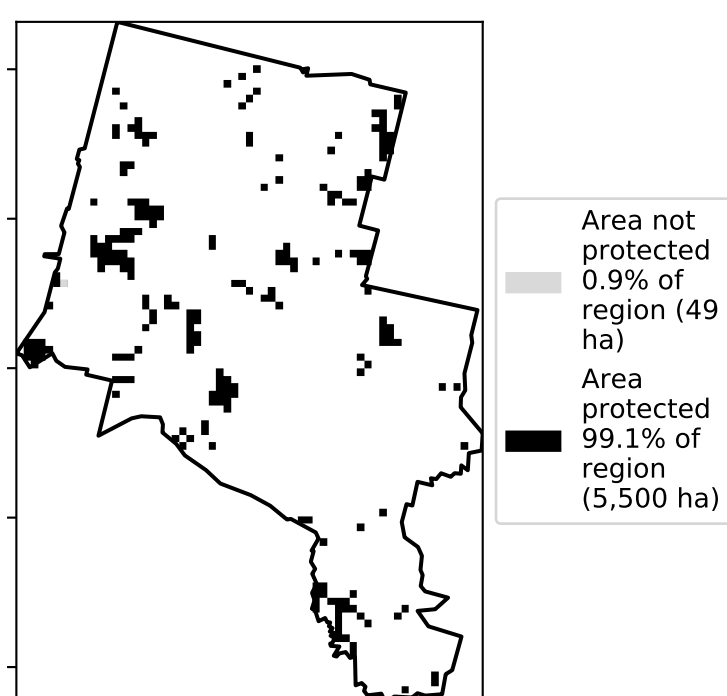 Area not
protected
0.9% of
region (49
ha)
Area
protected
99.1% of
region
(5,500 ha)